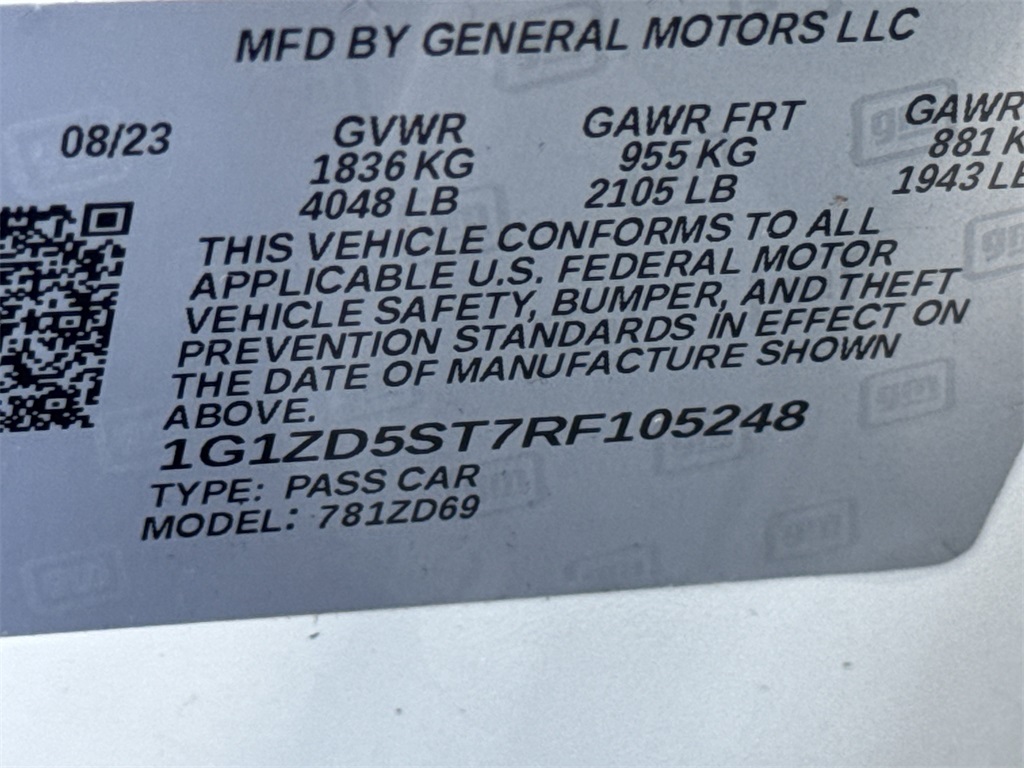 MFD BY GENERAL MOTORS LLC
08/23 GVWR GAWR FRT GAWR
1836 KG 955 KG 881 K
4048 LB 2105 LB 1943 LB
THIS VEHICLE CONFORMS TO ALL
APPLICABLE U.S. FEDERAL MOTOR
VEHICLE SAFETY, BUMPER, AND THEFT
PREVENTION STANDARDS IN EFFECT ON
THE DATE OF MANUFACTURE SHOWN
ABOVE.
1G1ZD5ST7RF105248
TYPE: PASS CAR
MODEL: 781ZD69